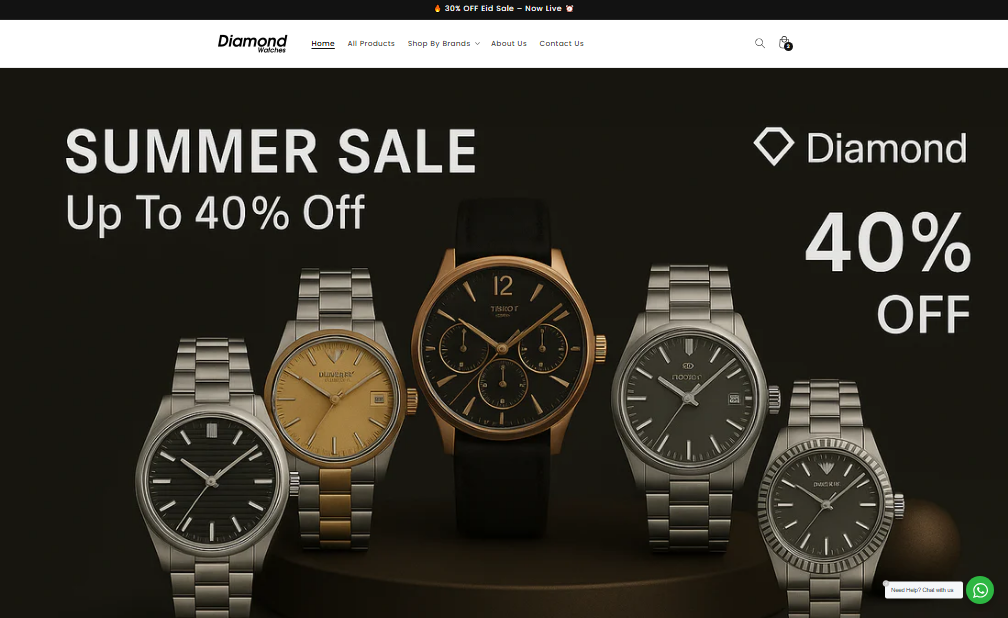 🔥 30% OFF Eid Sale – Now Live ⏰
Diamond
Watches
Home
All Products
Shop By Brands
About Us
Contact Us
2
SUMMER SALE
Up To 40% Off
Diamond
40%
OFF
12
Need Help? Chat with us